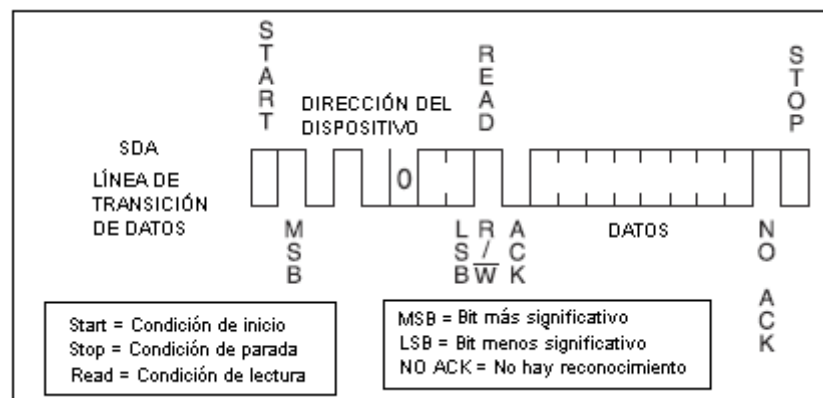 START
READ
STOP
DIRECCIÓN DEL
DISPOSITIVO
SDA
LÍNEA DE
TRANSICIÓN
DE DATOS
0
MSB
LSB
R/W
ACK
DATOS
NO ACK
Start = Condición de inicio
Stop = Condición de parada
Read = Condición de lectura
MSB = Bit más significativo
LSB = Bit menos significativo
NO ACK = No hay reconocimiento